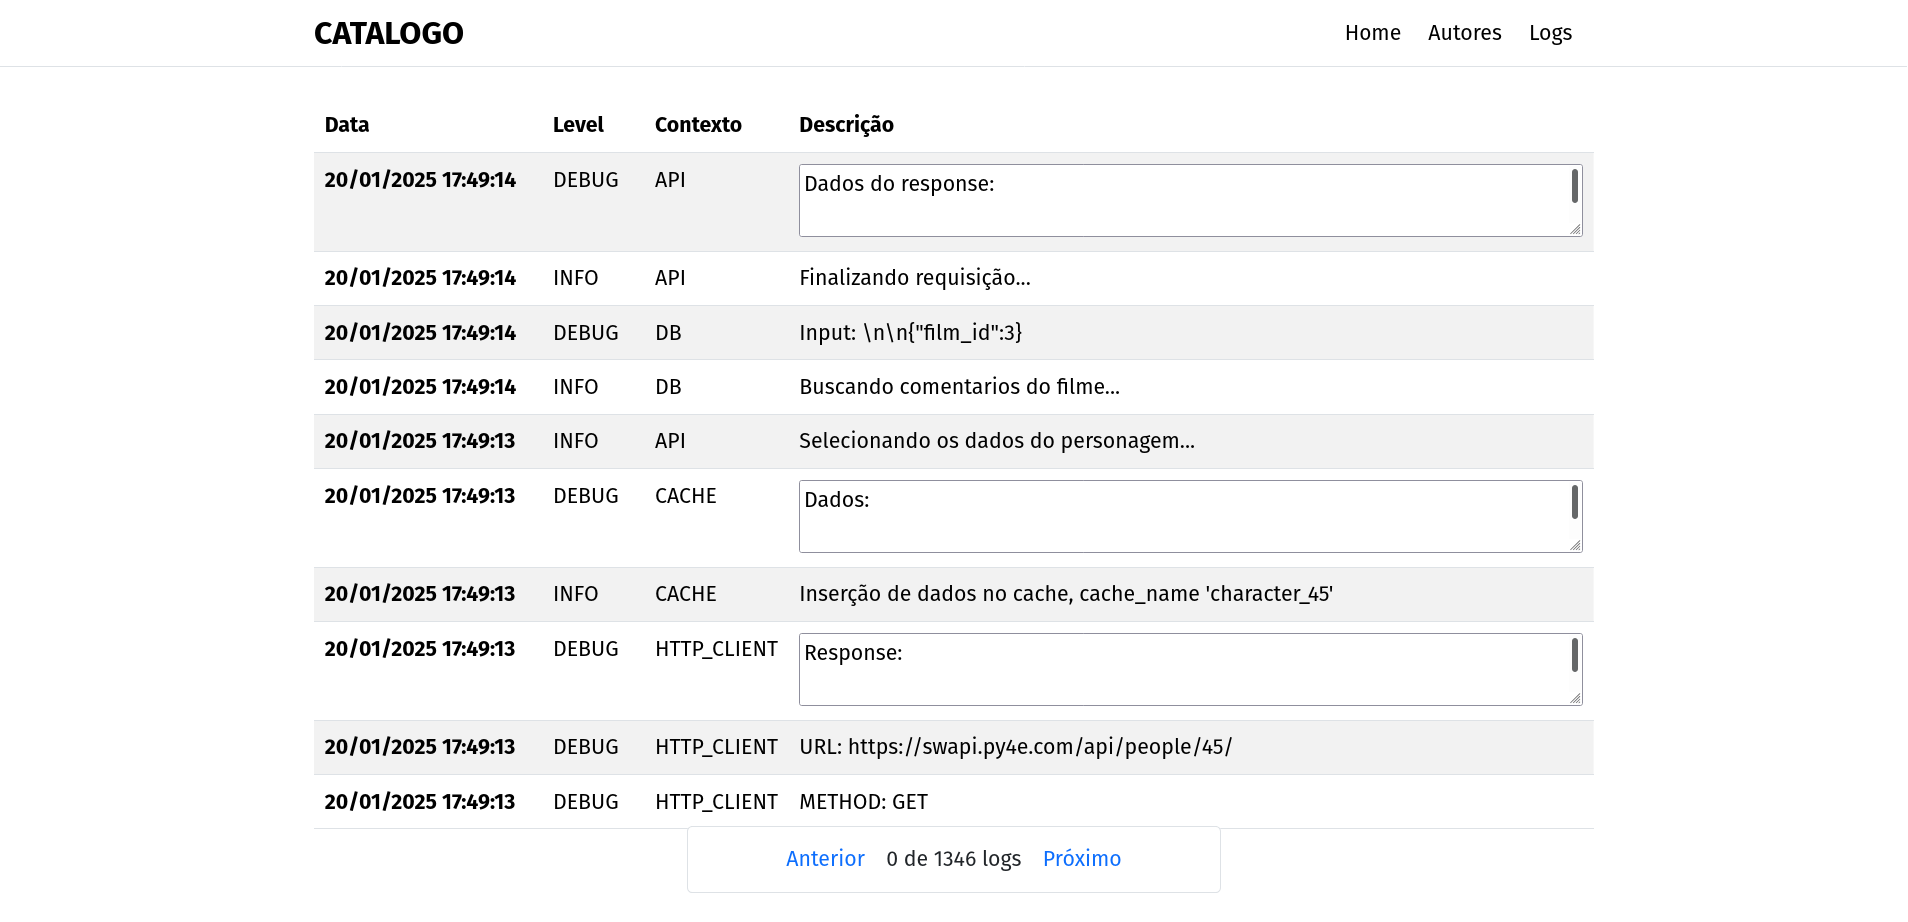 CATALOGO
Home Autores Logs
Data Level Contexto Descrição
20/01/2025 17:49:14 DEBUG API Dados do response:
20/01/2025 17:49:14 INFO API Finalizando requisição...
20/01/2025 17:49:14 DEBUG DB Input: \n\n{"film_id":3}
20/01/2025 17:49:14 INFO DB Buscando comentarios do filme...
20/01/2025 17:49:13 INFO API Selecionando os dados do personagem...
20/01/2025 17:49:13 DEBUG CACHE Dados:
20/01/2025 17:49:13 INFO CACHE Inserção de dados no cache, cache_name 'character_45'
20/01/2025 17:49:13 DEBUG HTTP_CLIENT Response:
20/01/2025 17:49:13 DEBUG HTTP_CLIENT URL: https://swapi.py4e.com/api/people/45/
20/01/2025 17:49:13 DEBUG HTTP_CLIENT METHOD: GET
Anterior 0 de 1346 logs Próximo